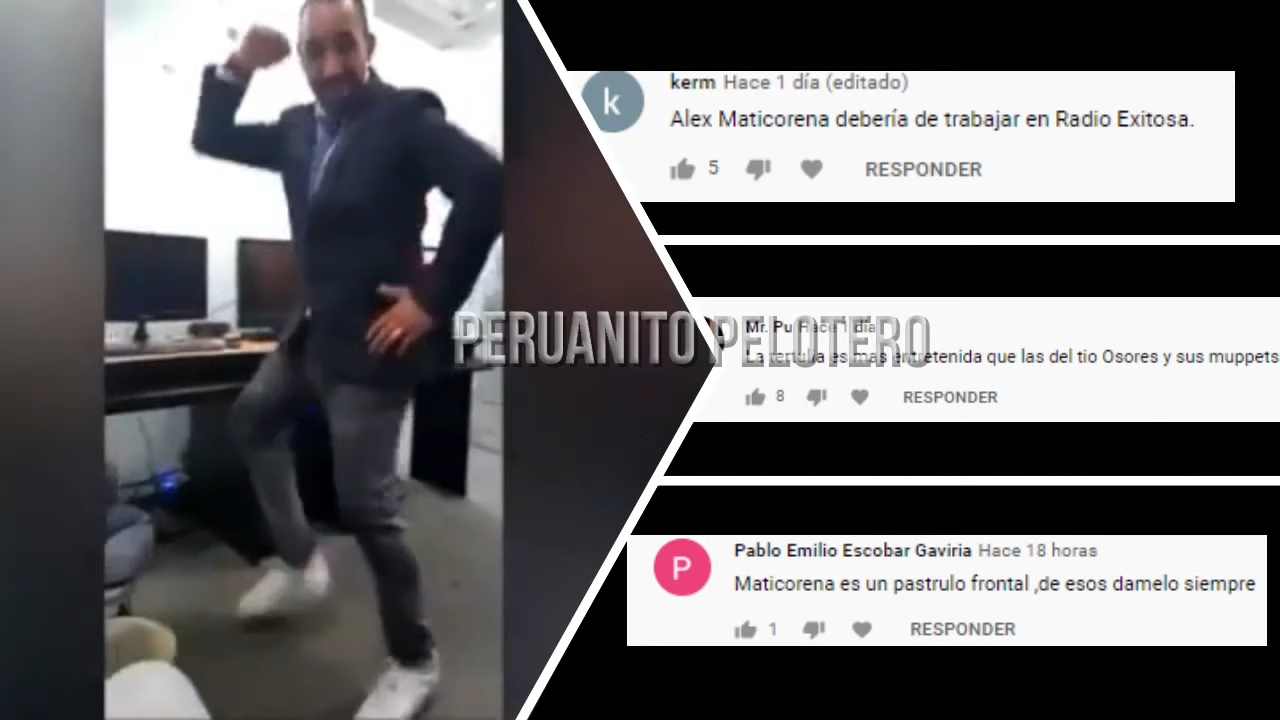 kerm Hace 1 día (editado)
Alex Maticorena debería de trabajar en Radio Exitosa.
5 RESPONDER
PERUANITO PELOTERO
Mr. Pu Hace 1 día
La tertulia es mas entretenida que las del tio Osores y sus muppets
8 RESPONDER
P
Pablo Emilio Escobar Gaviria Hace 18 horas
Maticorena es un pastrulo frontal ,de esos damelo siempre
1 RESPONDER